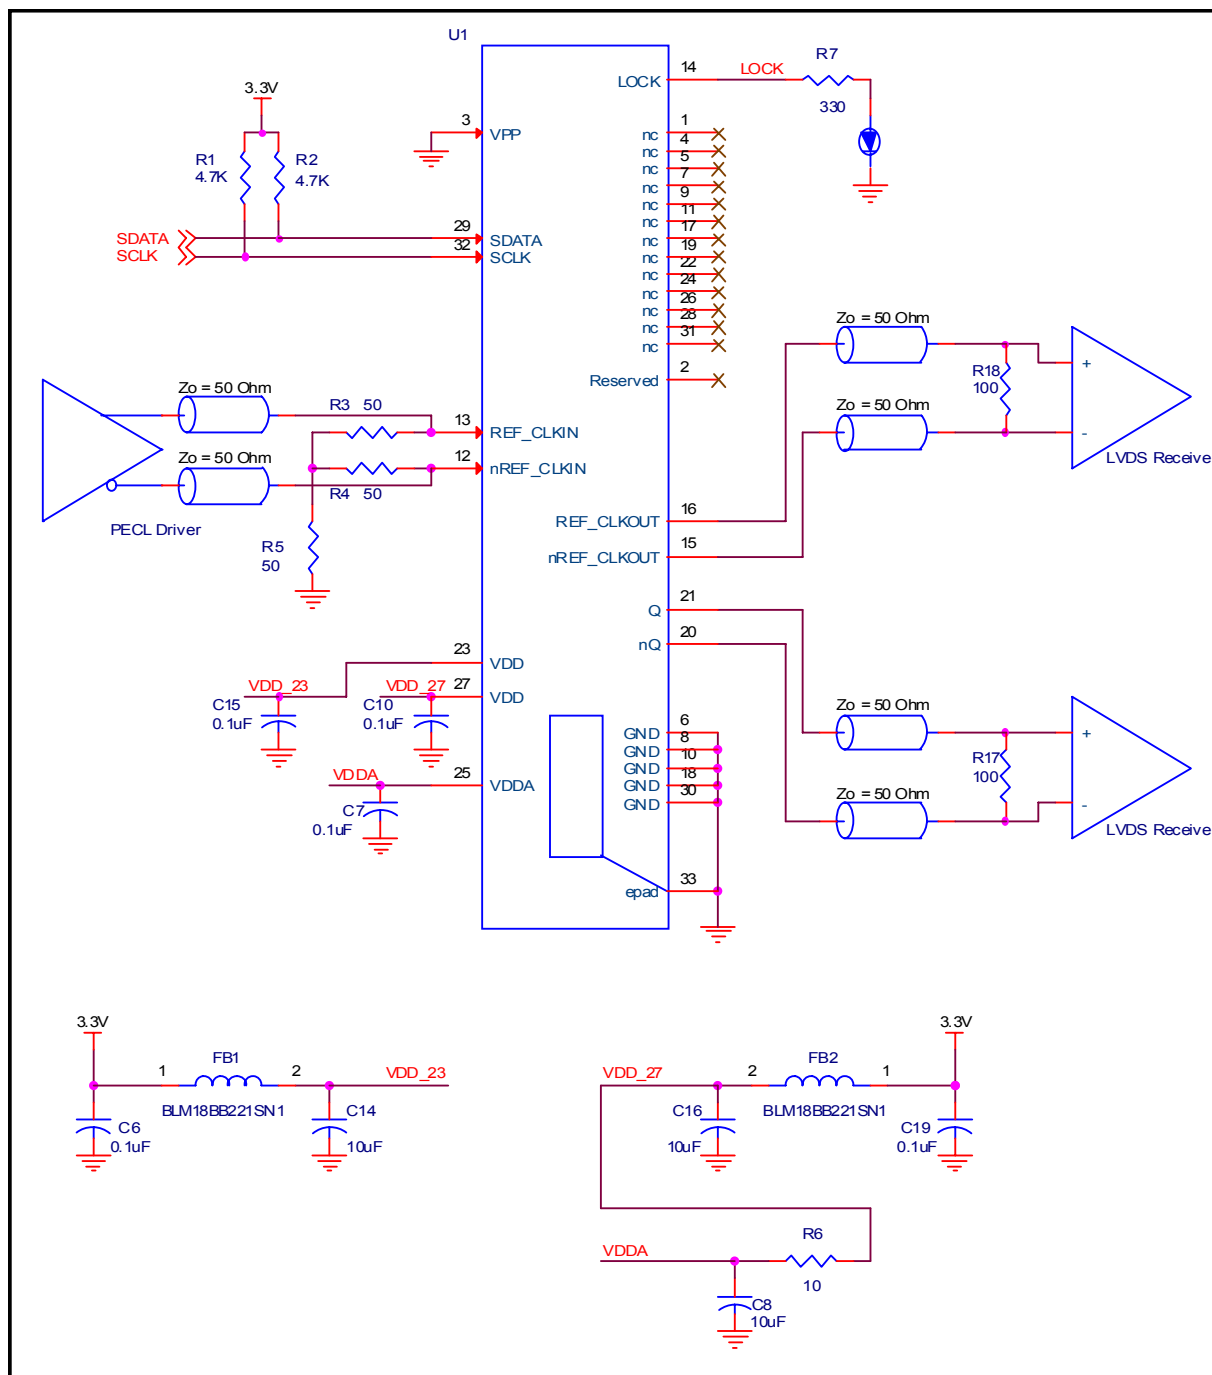 U1
14
LOCK
LOCK
R7
330
3.3V
R1
4.7K
R2
4.7K
3
VPP
1
nc
4
nc
5
nc
7
nc
9
nc
11
nc
17
nc
19
nc
22
nc
24
nc
26
nc
28
nc
31
nc
2
Reserved
SDATA
29
SDATA
SCLK
32
SCLK
Zo = 50 Ohm
R3 50
13
REF_CLKIN
Zo = 50 Ohm
12
nREF_CLKIN
R4 50
PECL Driver
R5
50
Zo = 50 Ohm
R18
100
+
Zo = 50 Ohm
-
LVDS Receive
16
REF_CLKOUT
15
nREF_CLKOUT
21
Q
20
nQ
23
VDD
VDD_23
C15
0.1uF
27
VDD
VDD_27
C10
0.1uF
25
VDDA
VDDA
C7
0.1uF
6
GND
8
GND
10
GND
18
GND
30
GND
33
epad
Zo = 50 Ohm
R17
100
+
Zo = 50 Ohm
-
LVDS Receive
3.3V
FB1
1
2
VDD_23
BLM18BB221SN1
C6
0.1uF
C14
10uF
3.3V
FB2
VDD_27
2
1
BLM18BB221SN1
C16
10uF
C19
0.1uF
VDDA
R6
10
C8
10uF